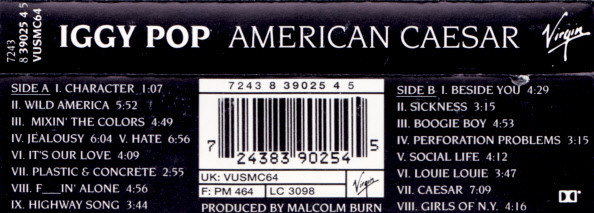 7243
8 39025 4 5
VUSMC64
IGGY POP AMERICAN CAESAR Virgin
SIDE A I. CHARACTER 1:07
II. WILD AMERICA 5:52
III. MIXIN' THE COLORS 4:49
IV. JEALOUSY 6:04 V. HATE 6:56
VI. IT'S OUR LOVE 4:09
VII. PLASTIC & CONCRETE 2:55
VIII. F__IN' ALONE 4:56
IX. HIGHWAY SONG 3:44
7243 8 39025 4 5
7 24383 90254 5
UK: VUSMC64
F: PM 464 LC 3098 Virgin
PRODUCED BY MALCOLM BURN
SIDE B I. BESIDE YOU 4:29
II. SICKNESS 3:15
III. BOOGIE BOY 4:53
IV. PERFORATION PROBLEMS 3:15
V. SOCIAL LIFE 4:12
VI. LOUIE LOUIE 3:47
VII. CAESAR 7:09
VIII. GIRLS OF N.Y. 4:16